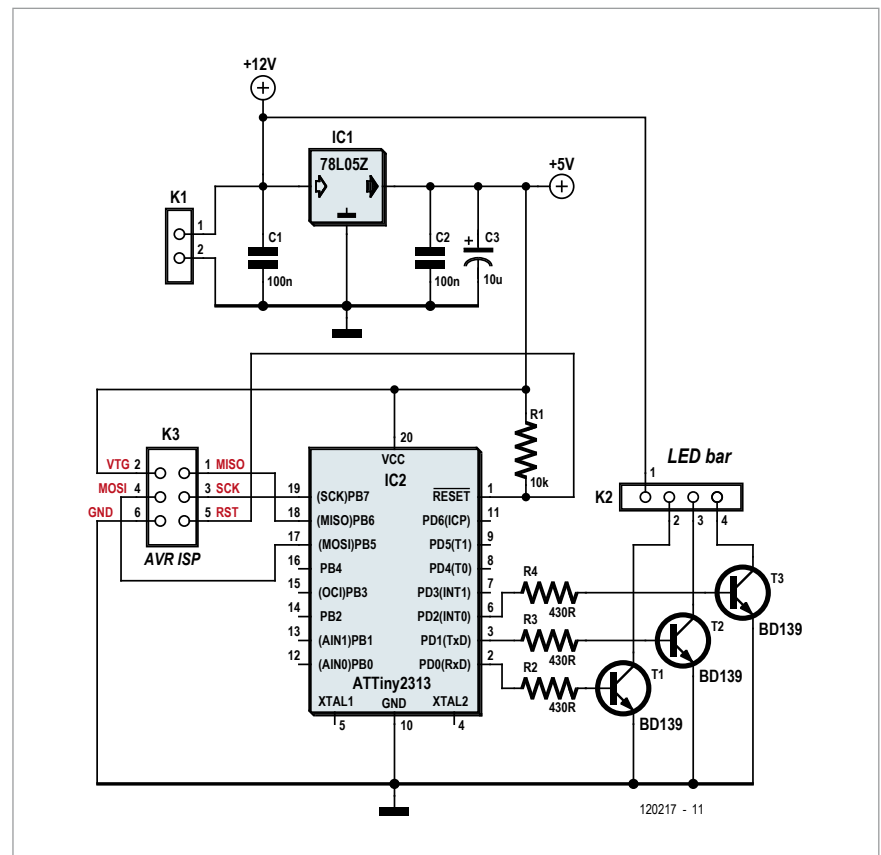 +12V
IC1
78L05Z
+5V
K1
1
2
C1
100n
C2
100n
C3
+
10u
R1
10k
K3
VTG 2
1 MISO
MOSI 4
3 SCK
GND 6
5 RST
AVR ISP
20
VCC
IC2
19 (SCK)PB7
RESET 1
18 (MISO)PB6
PD6(ICP) 11
17 (MOSI)PB5
PD5(T1) 9
16 PB4
PD4(T0) 8
15 (OCI)PB3
PD3(INT1) 7
14 PB2
PD2(INT0) 6
13 (AIN1)PB1
PD1(TxD) 3
12 (AIN0)PB0
PD0(RxD) 2
ATTiny2313
XTAL1
GND
XTAL2
5
10
4
LED bar
K2
1
2
3
4
R4
430R
R3
430R
R2
430R
T3
BD139
T2
BD139
T1
BD139
120217 - 11